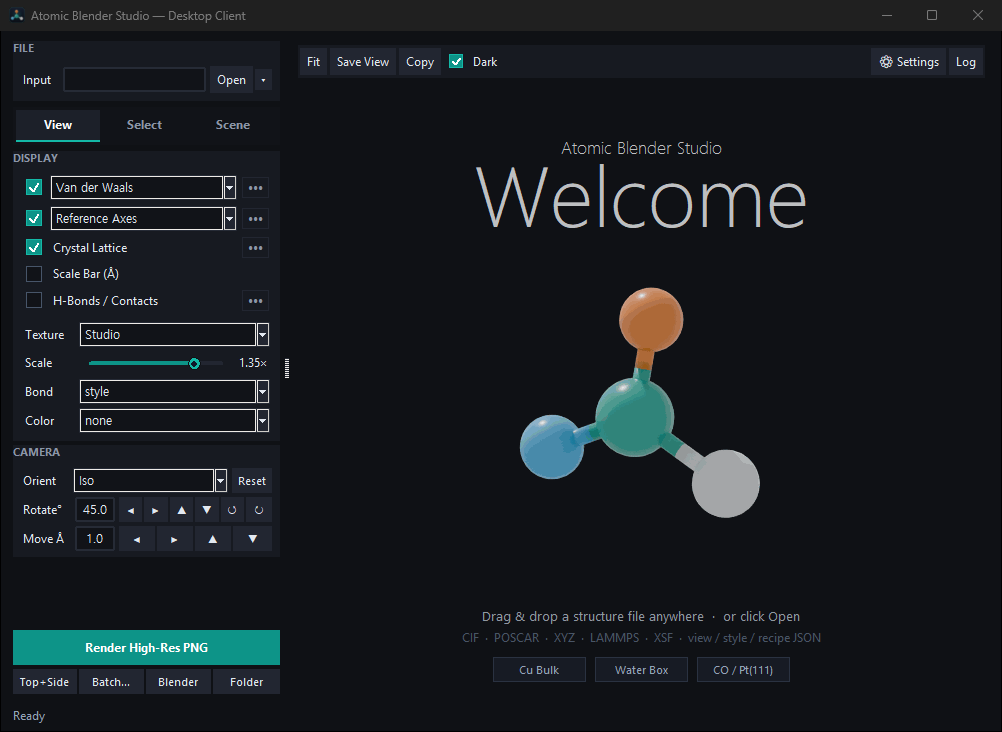 Atomic Blender Studio — Desktop Client
FILE
Input Open
View Select Scene
DISPLAY
Van der Waals •••
Reference Axes •••
Crystal Lattice •••
Scale Bar (Å)
H-Bonds / Contacts •••
Texture Studio
Scale 1.35×
Bond style
Color none
CAMERA
Orient Iso Reset
Rotate° 45.0 ◂ ▸ ▲ ▼ ↺ ↻
Move Å 1.0 ◂ ▸ ▲ ▼
Render High-Res PNG
Top+Side Batch... Blender Folder
Ready
Fit Save View Copy Dark Settings Log
Atomic Blender Studio
Welcome
Drag & drop a structure file anywhere · or click Open
CIF · POSCAR · XYZ · LAMMPS · XSF · view / style / recipe JSON
Cu Bulk Water Box CO / Pt(111)